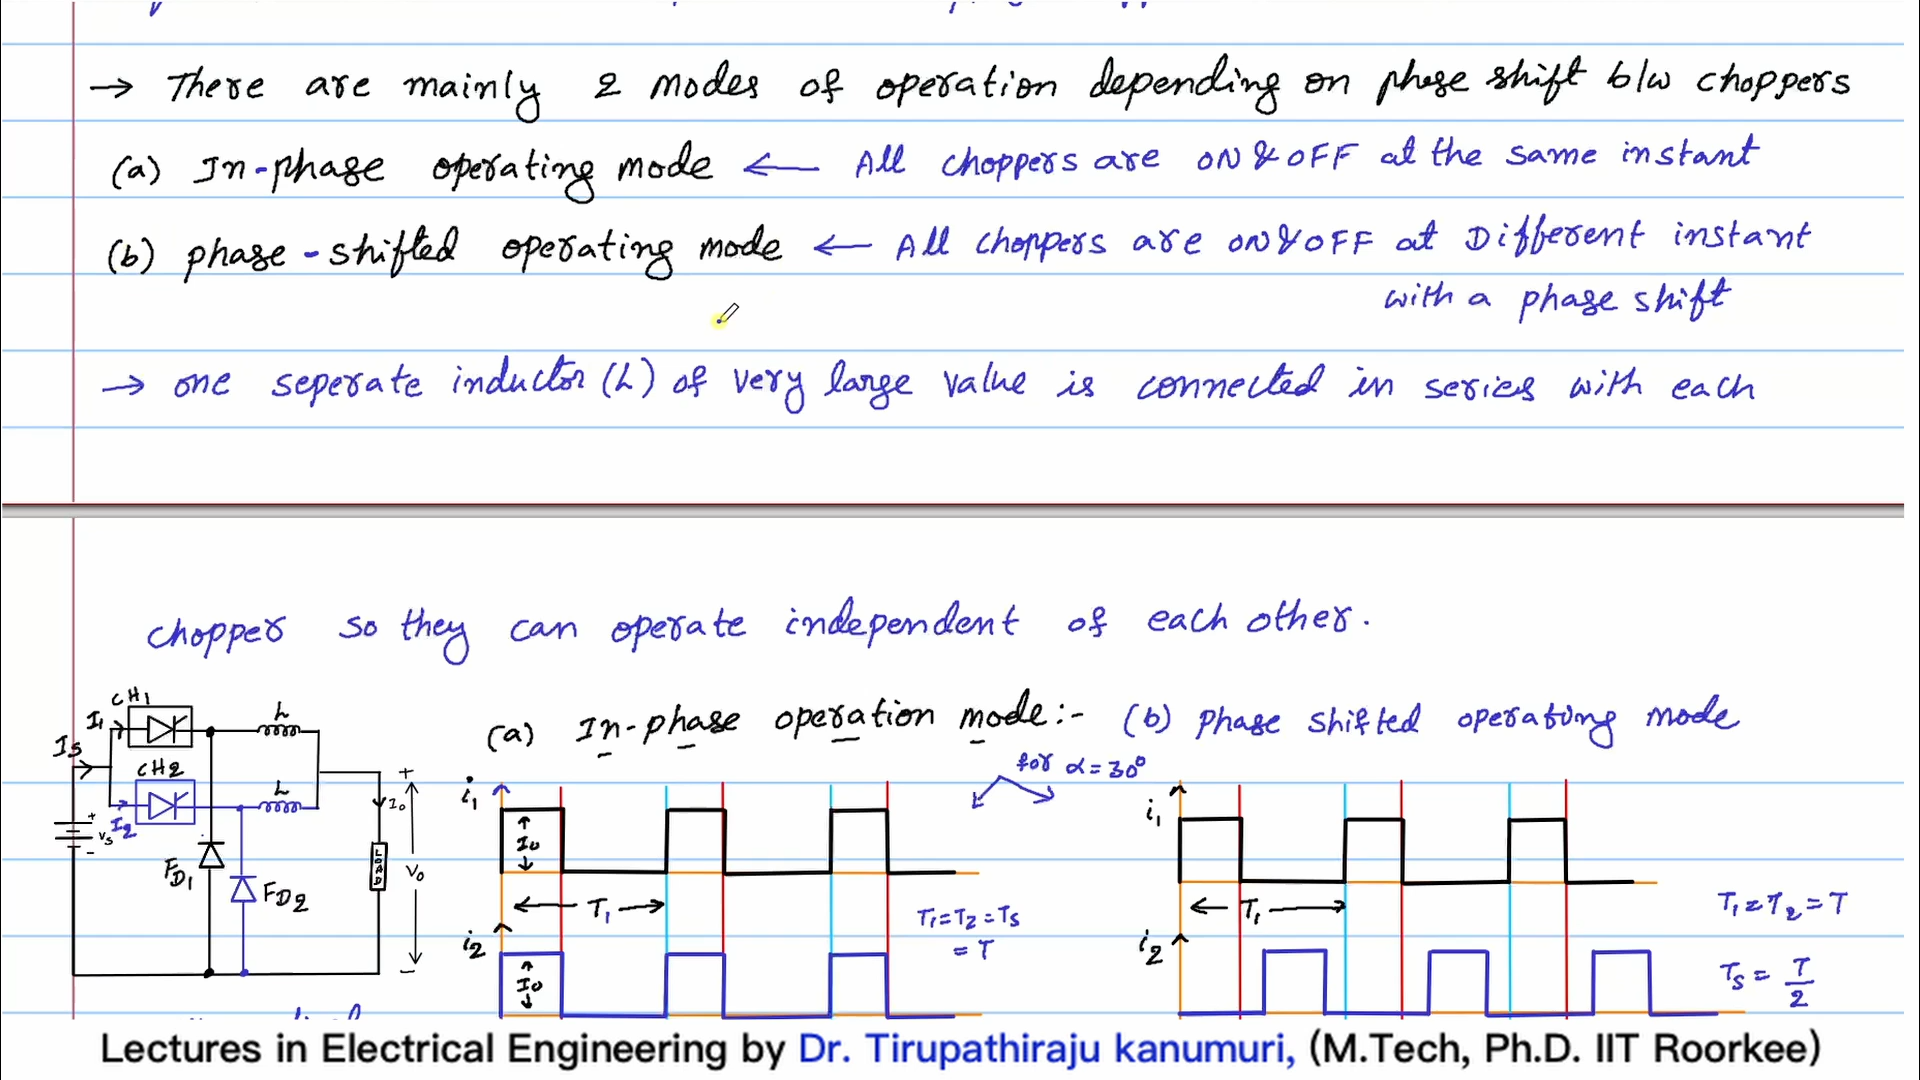 → There are mainly 2 modes of operation depending on phase shift b/w choppers
(a) In-phase operating mode ← All choppers are ON & OFF at the same instant
(b) phase-shifted operating mode ← All choppers are ON & OFF at Different instant
with a phase shift
→ one seperate inductor (L) of very large value is connected in series with each
chopper so they can operate independent of each other.
(a) In-phase operation mode:- (b) Phase Shifted operating mode
for α = 30°
CH1
I1
L
Is
CH2
L
I2
+
Vs
-
I0
LOAD
+
V0
-
FD1
FD2
i1
I0
T1
i2
I0
T1 = T2 = Ts
= T
i1
T1
i2
T1 = T2 = T
Ts = T/2
Lectures in Electrical Engineering by Dr. Tirupathiraju kanumuri, (M.Tech, Ph.D. IIT Roorkee)